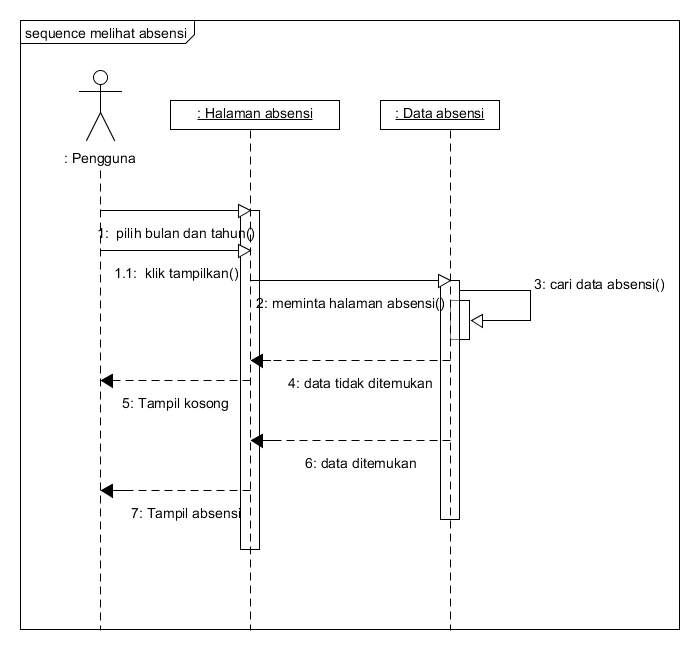 sequence melihat absensi
: Pengguna
: Halaman absensi
: Data absensi
1:  pilih bulan dan tahun()
1.1:  klik tampilkan()
2: meminta halaman absensi()
3: cari data absensi()
4: data tidak ditemukan
5: Tampil kosong
6: data ditemukan
7: Tampil absensi